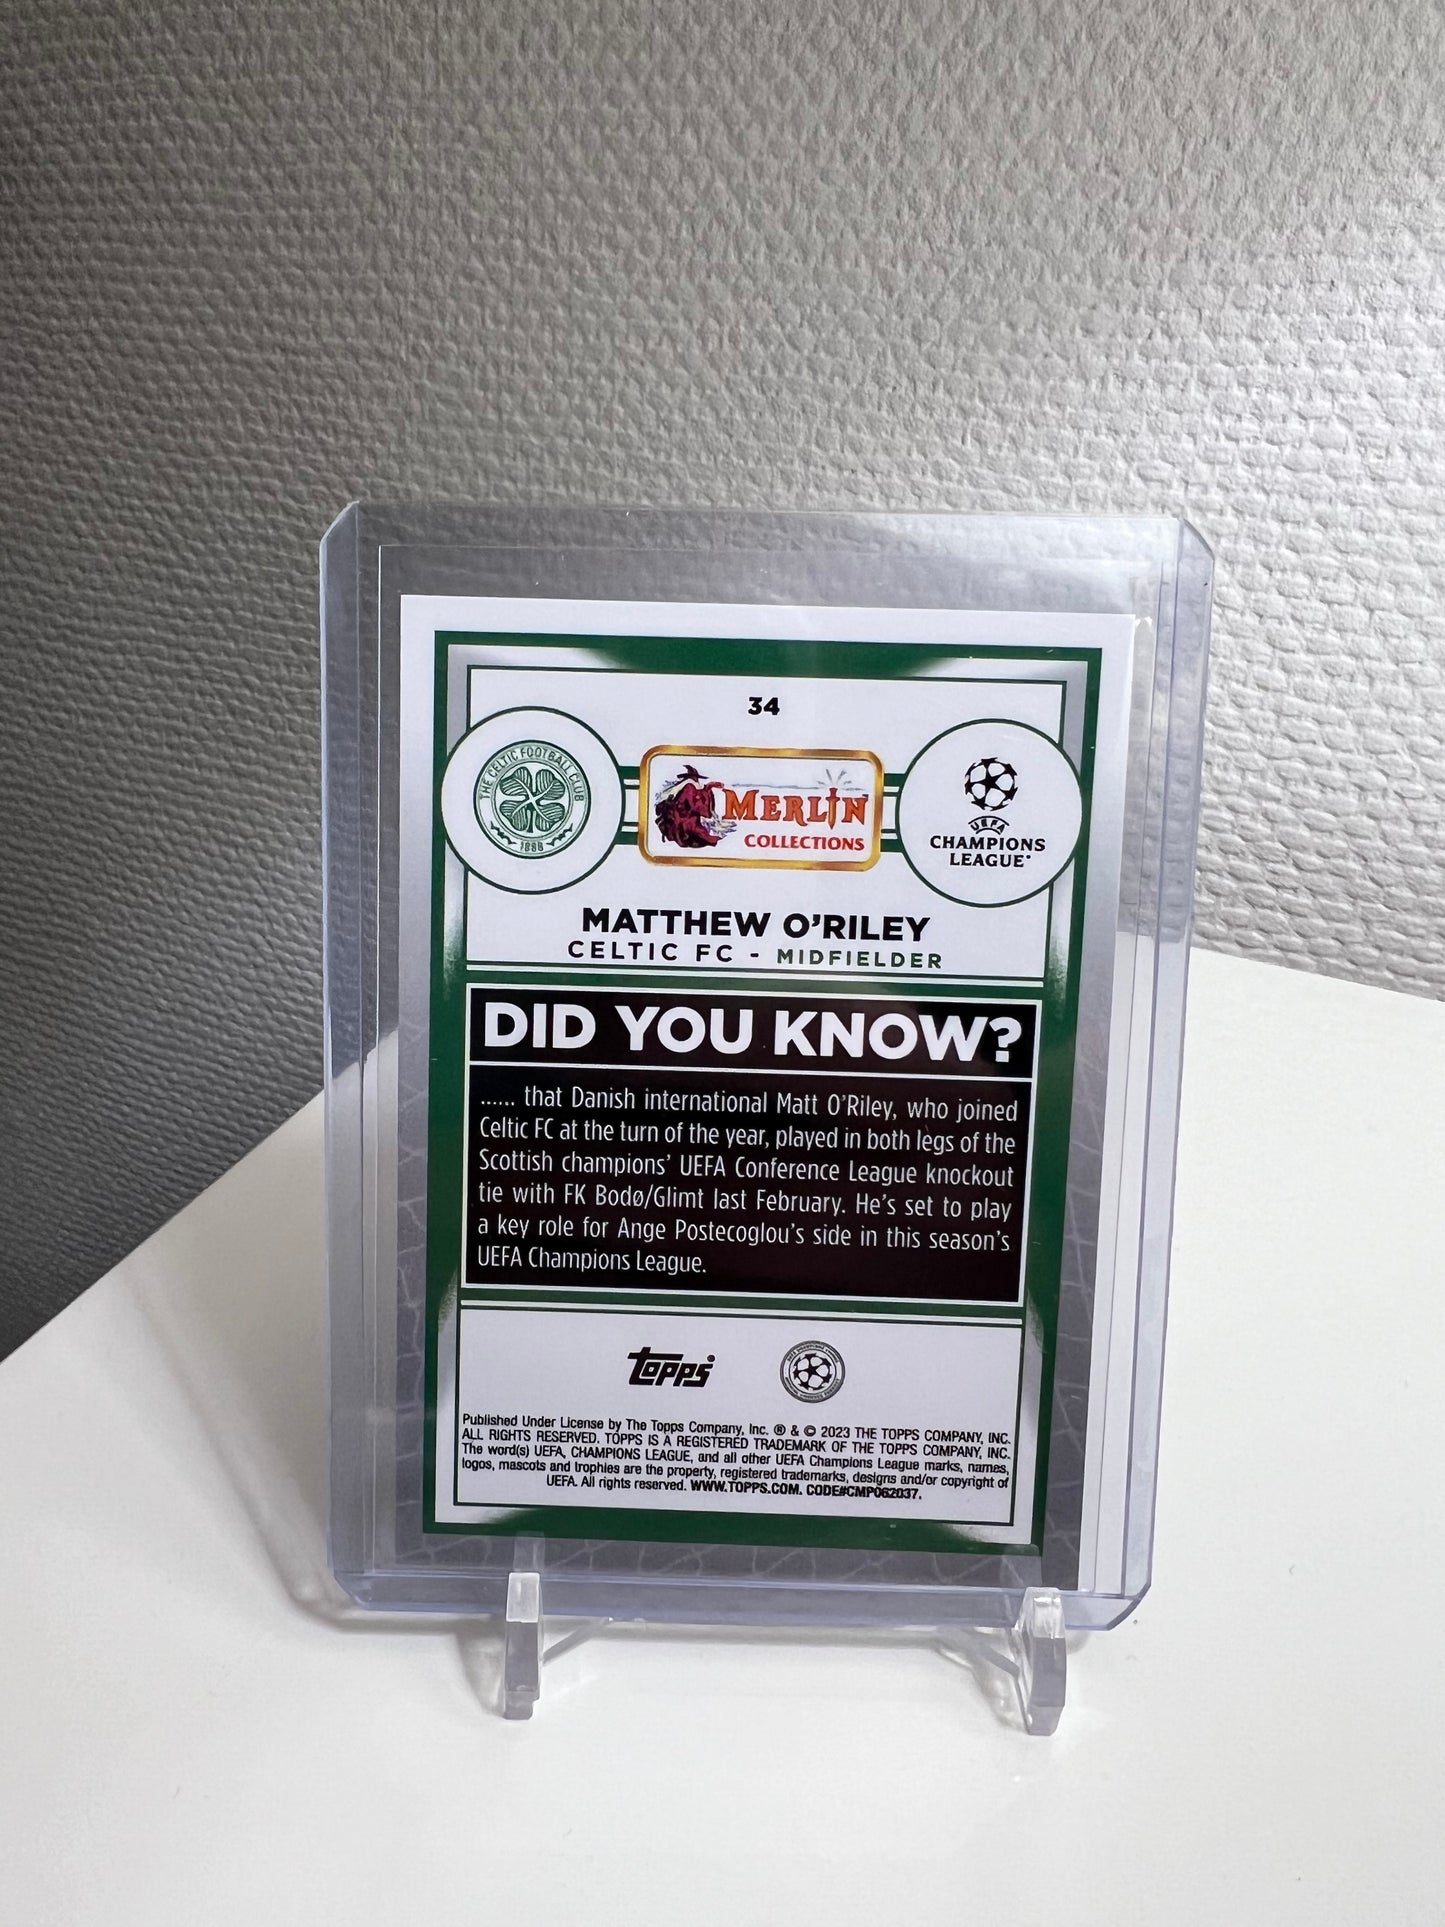 34
THE CELTIC FOOTBALL CLUB
1888
MERLIN
COLLECTIONS
UEFA
CHAMPIONS
LEAGUE®
MATTHEW O'RILEY
CELTIC FC - MIDFIELDER
DID YOU KNOW?
...... that Danish international Matt O'Riley, who joined
Celtic FC at the turn of the year, played in both legs of the
Scottish champions' UEFA Conference League knockout
tie with FK Bodø/Glimt last February. He's set to play
a key role for Ange Postecoglou's side in this season's
UEFA Champions League.
topps®
Published Under License by The Topps Company, Inc. ® & © 2023 THE TOPPS COMPANY, INC.
ALL RIGHTS RESERVED. TOPPS IS A REGISTERED TRADEMARK OF THE TOPPS COMPANY, INC.
The word(s) UEFA, CHAMPIONS LEAGUE, and all other UEFA Champions League marks, names,
logos, mascots and trophies are the property, registered trademarks, designs and/or copyright of
UEFA. All rights reserved. WWW.TOPPS.COM. CODE#CMP062037.